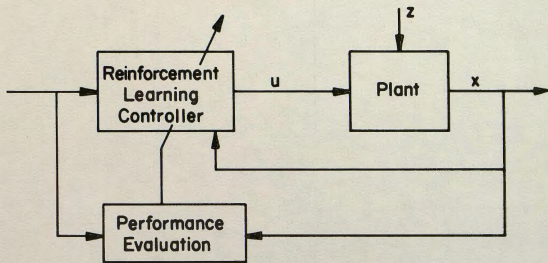 z
Reinforcement
Learning
Controller
u
Plant
x
Performance
Evaluation